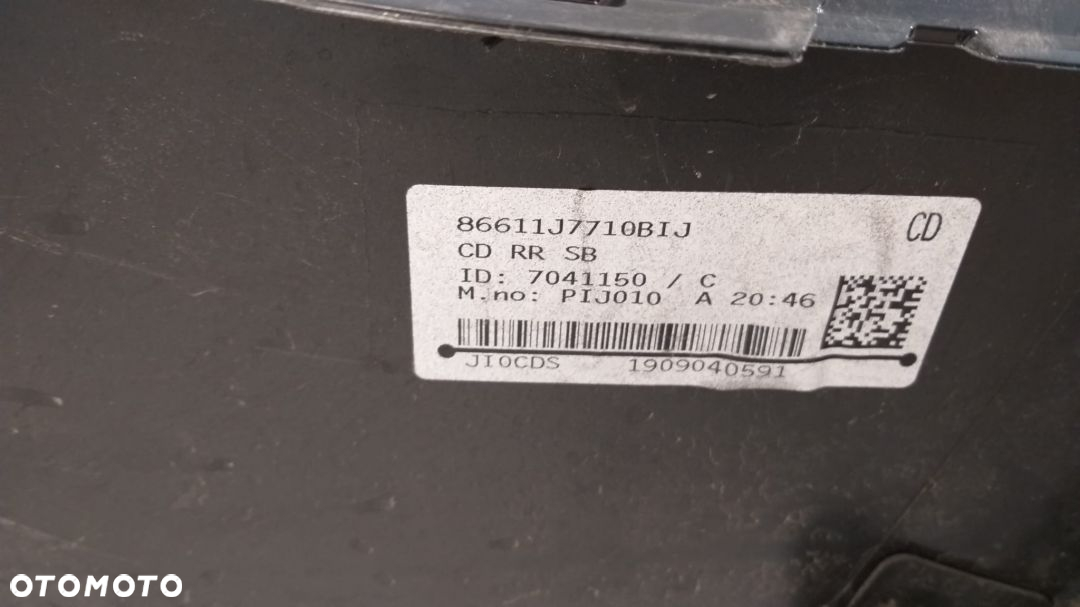 86611J7710BIJ
CD
CD RR SB
ID: 7041150 / C
M.no: PIJ010 A 20:46
JI0CDS 1909040591
OTOMOTO